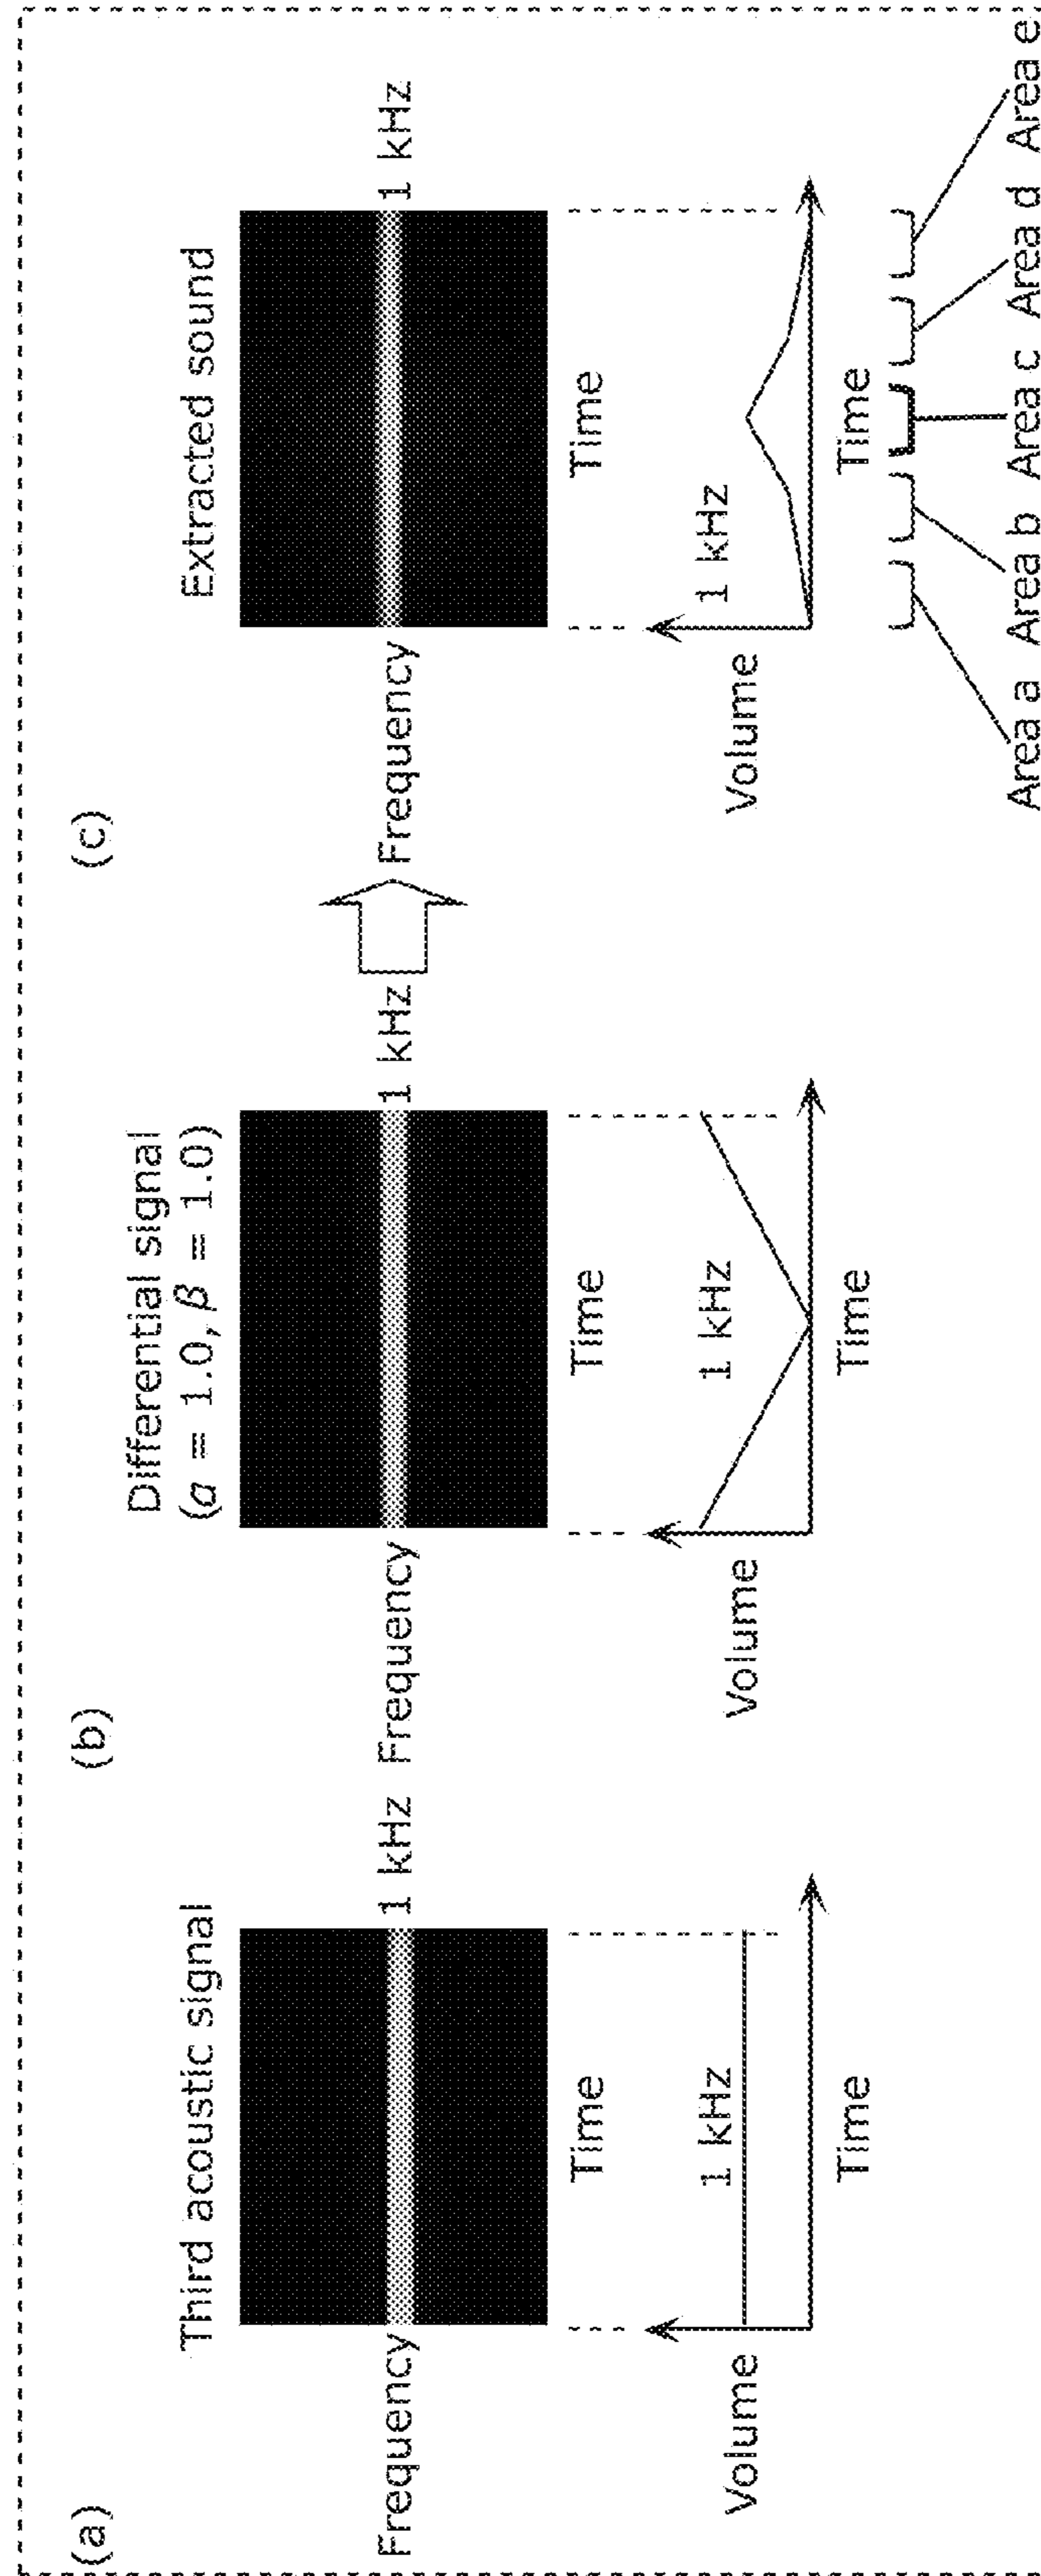 (a)
Third acoustic signal
Frequency
1 kHz
Time
Volume
1 kHz
Time
(b)
Differential signal
(α = 1.0, β = 1.0)
Frequency
1 kHz
Time
Volume
1 kHz
Time
(c)
Extracted sound
Frequency
1 kHz
Time
Volume
1 kHz
Time
Area a Area b Area c Area d Area e